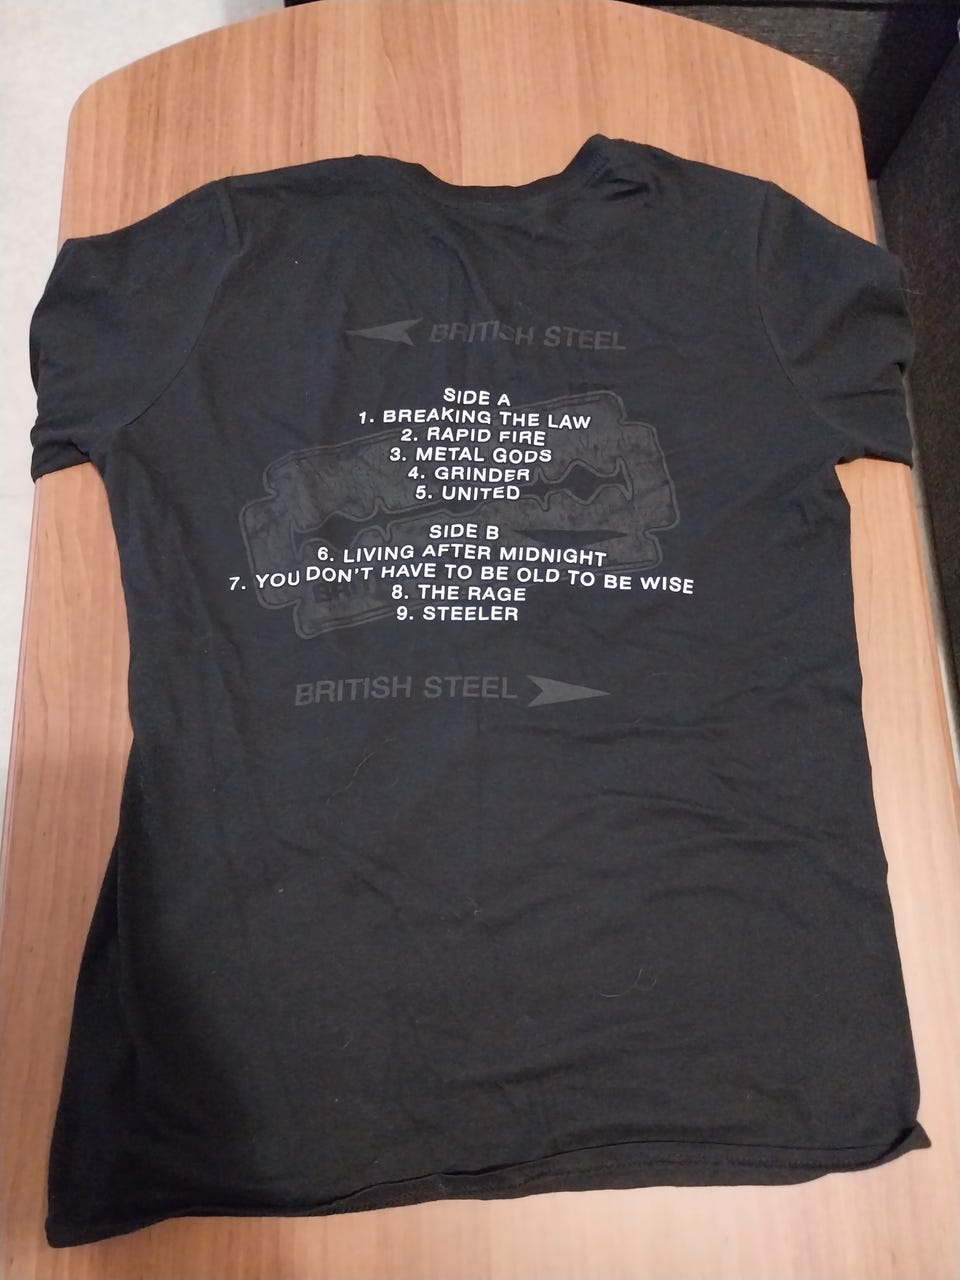 BRITISH STEEL
SIDE A
1. BREAKING THE LAW
2. RAPID FIRE
3. METAL GODS
4. GRINDER
5. UNITED
SIDE B
6. LIVING AFTER MIDNIGHT
7. YOU DON'T HAVE TO BE OLD TO BE WISE
8. THE RAGE
9. STEELER
BRITISH STEEL